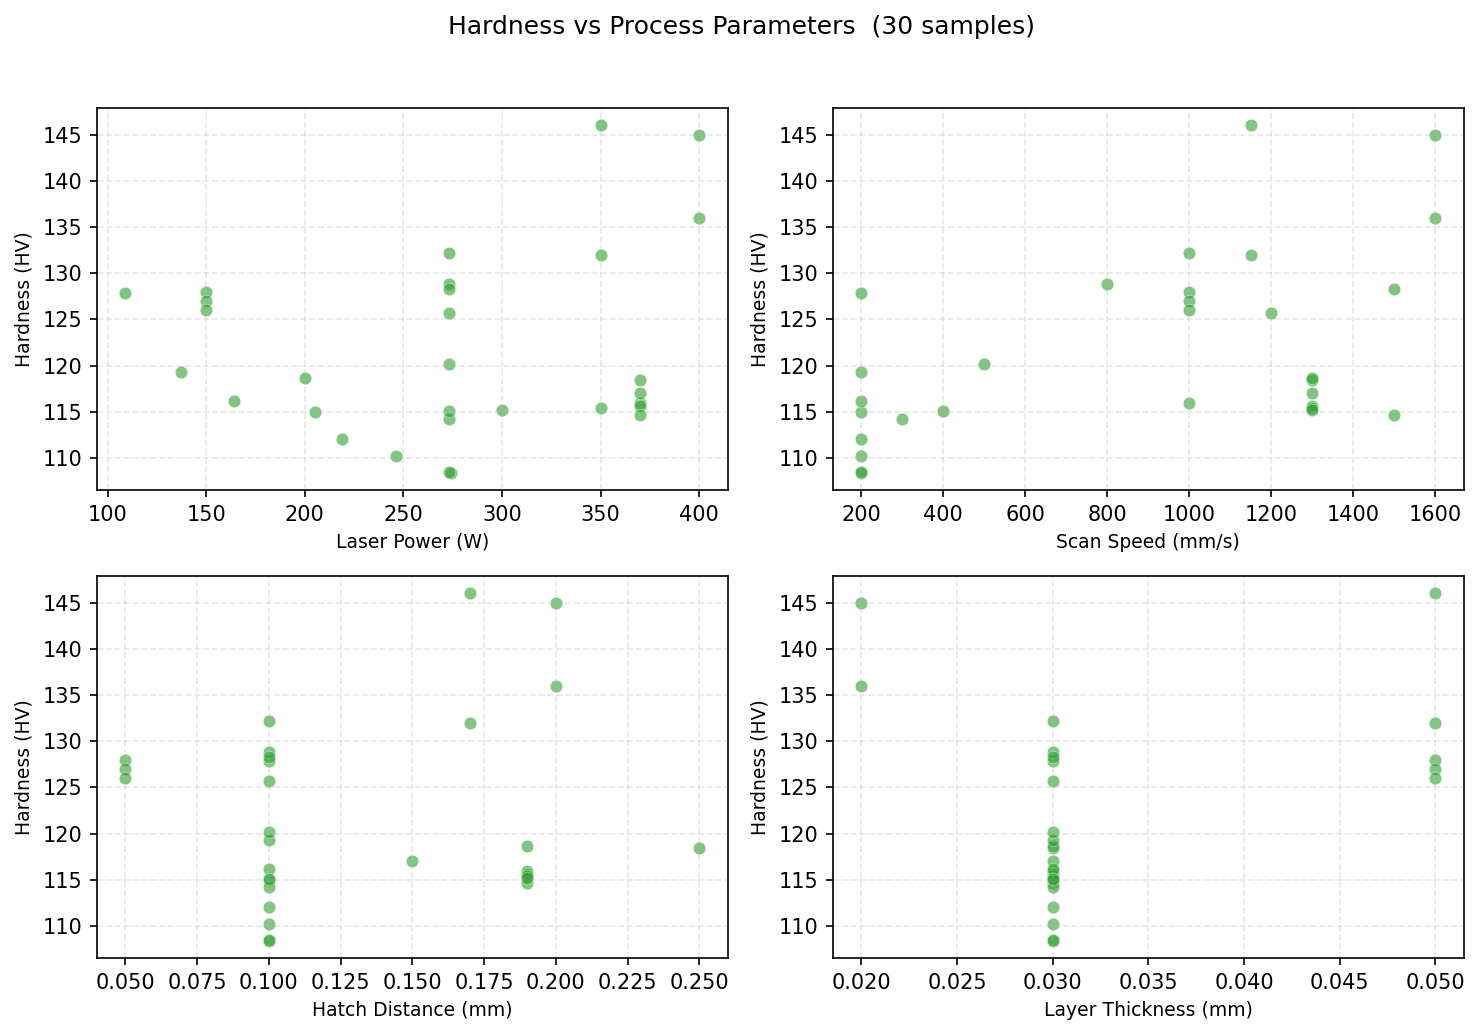 Hardness vs Process Parameters  (30 samples)
Hardness (HV)
145
140
135
130
125
120
115
110
100 150 200 250 300 350 400
Laser Power (W)
Hardness (HV)
145
140
135
130
125
120
115
110
200 400 600 800 1000 1200 1400 1600
Scan Speed (mm/s)
Hardness (HV)
145
140
135
130
125
120
115
110
0.050 0.075 0.100 0.125 0.150 0.175 0.200 0.225 0.250
Hatch Distance (mm)
Hardness (HV)
145
140
135
130
125
120
115
110
0.020 0.025 0.030 0.035 0.040 0.045 0.050
Layer Thickness (mm)